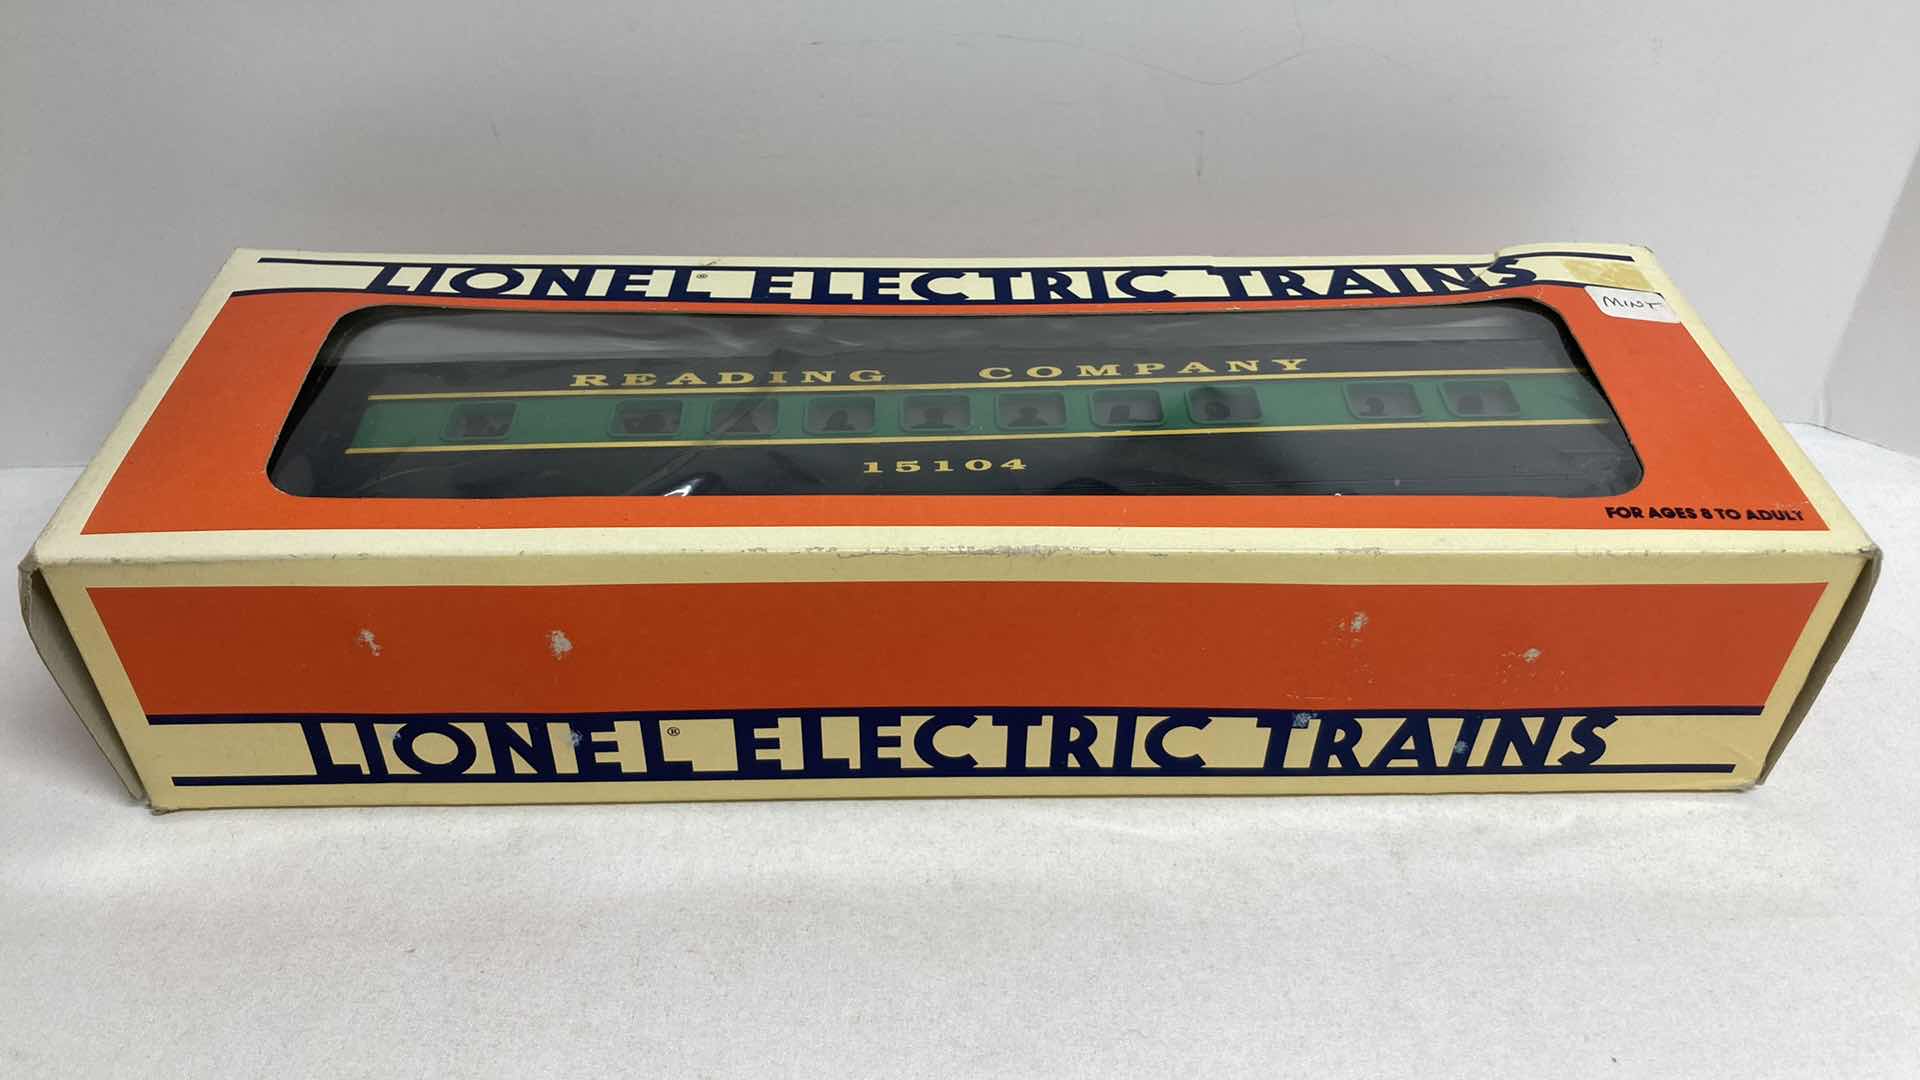 LIONEL® ELECTRIC TRAINS
MINT
READING COMPANY
15104
FOR AGES 8 TO ADULT
LIONEL® ELECTRIC TRAINS